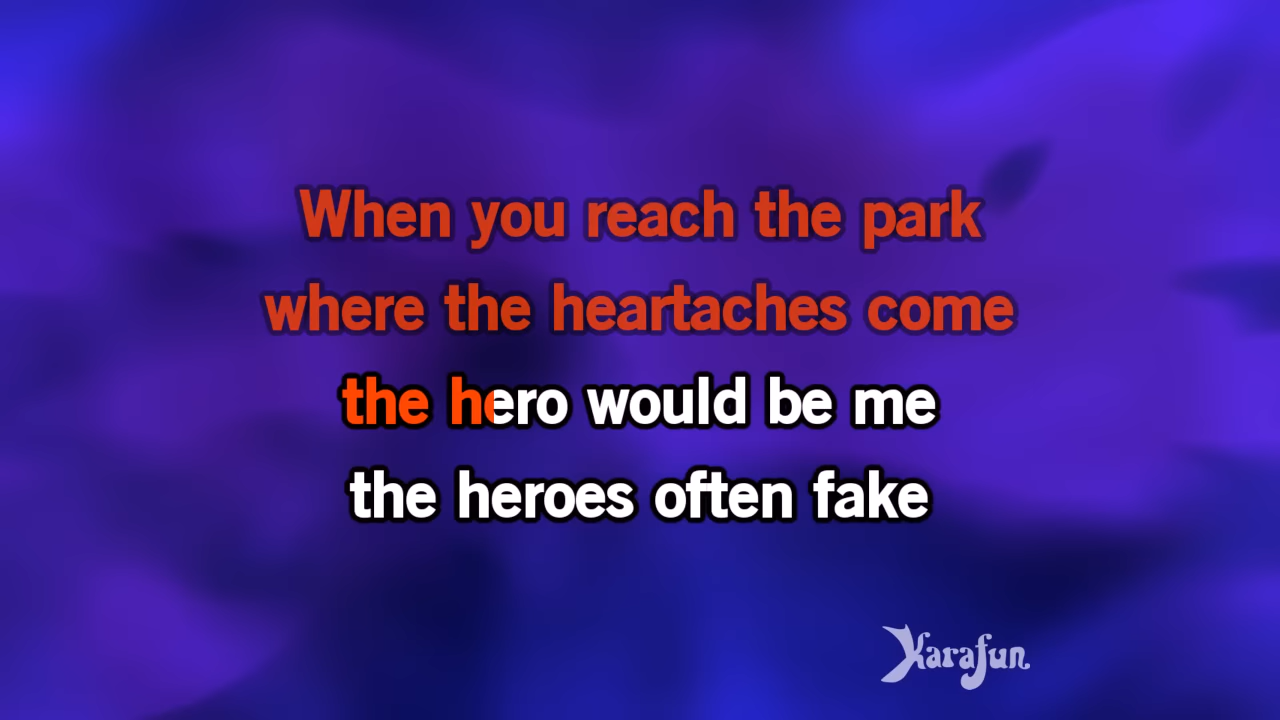 When you reach the park
where the heartaches come
the hero would be me
the heroes often fake
Karafun